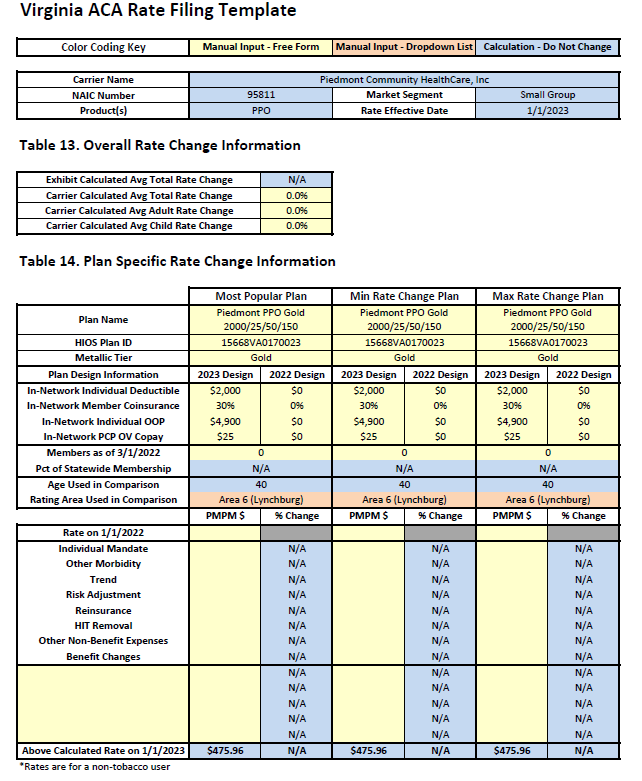 Virginia ACA Rate Filing Template
Color Coding Key Manual Input - Free Form Manual Input - Dropdown List Calculation - Do Not Change
Carrier Name Piedmont Community HealthCare, Inc
NAIC Number 95811 Market Segment Small Group
Product(s) PPO Rate Effective Date 1/1/2023
Table 13. Overall Rate Change Information
Exhibit Calculated Avg Total Rate Change N/A
Carrier Calculated Avg Total Rate Change 0.0%
Carrier Calculated Avg Adult Rate Change 0.0%
Carrier Calculated Avg Child Rate Change 0.0%
Table 14. Plan Specific Rate Change Information
Most Popular Plan Min Rate Change Plan Max Rate Change Plan
Plan Name Piedmont PPO Gold 2000/25/50/150 Piedmont PPO Gold 2000/25/50/150 Piedmont PPO Gold 2000/25/50/150
HIOS Plan ID 15668VA0170023 15668VA0170023 15668VA0170023
Metallic Tier Gold Gold Gold
Plan Design Information 2023 Design 2022 Design 2023 Design 2022 Design 2023 Design 2022 Design
In-Network Individual Deductible $2,000 $0 $2,000 $0 $2,000 $0
In-Network Member Coinsurance 30% 0% 30% 0% 30% 0%
In-Network Individual OOP $4,900 $0 $4,900 $0 $4,900 $0
In-Network PCP OV Copay $25 $0 $25 $0 $25 $0
Members as of 3/1/2022 0 0 0
Pct of Statewide Membership N/A N/A N/A
Age Used in Comparison 40 40 40
Rating Area Used in Comparison Area 6 (Lynchburg) Area 6 (Lynchburg) Area 6 (Lynchburg)
PMPM $ % Change PMPM $ % Change PMPM $ % Change
Rate on 1/1/2022
Individual Mandate N/A N/A N/A
Other Morbidity N/A N/A N/A
Trend N/A N/A N/A
Risk Adjustment N/A N/A N/A
Reinsurance N/A N/A N/A
HIT Removal N/A N/A N/A
Other Non-Benefit Expenses N/A N/A N/A
Benefit Changes N/A N/A N/A
N/A N/A N/A
N/A N/A N/A
N/A N/A N/A
N/A N/A N/A
N/A N/A N/A
Above Calculated Rate on 1/1/2023 $475.96 N/A $475.96 N/A $475.96 N/A
*Rates are for a non-tobacco user